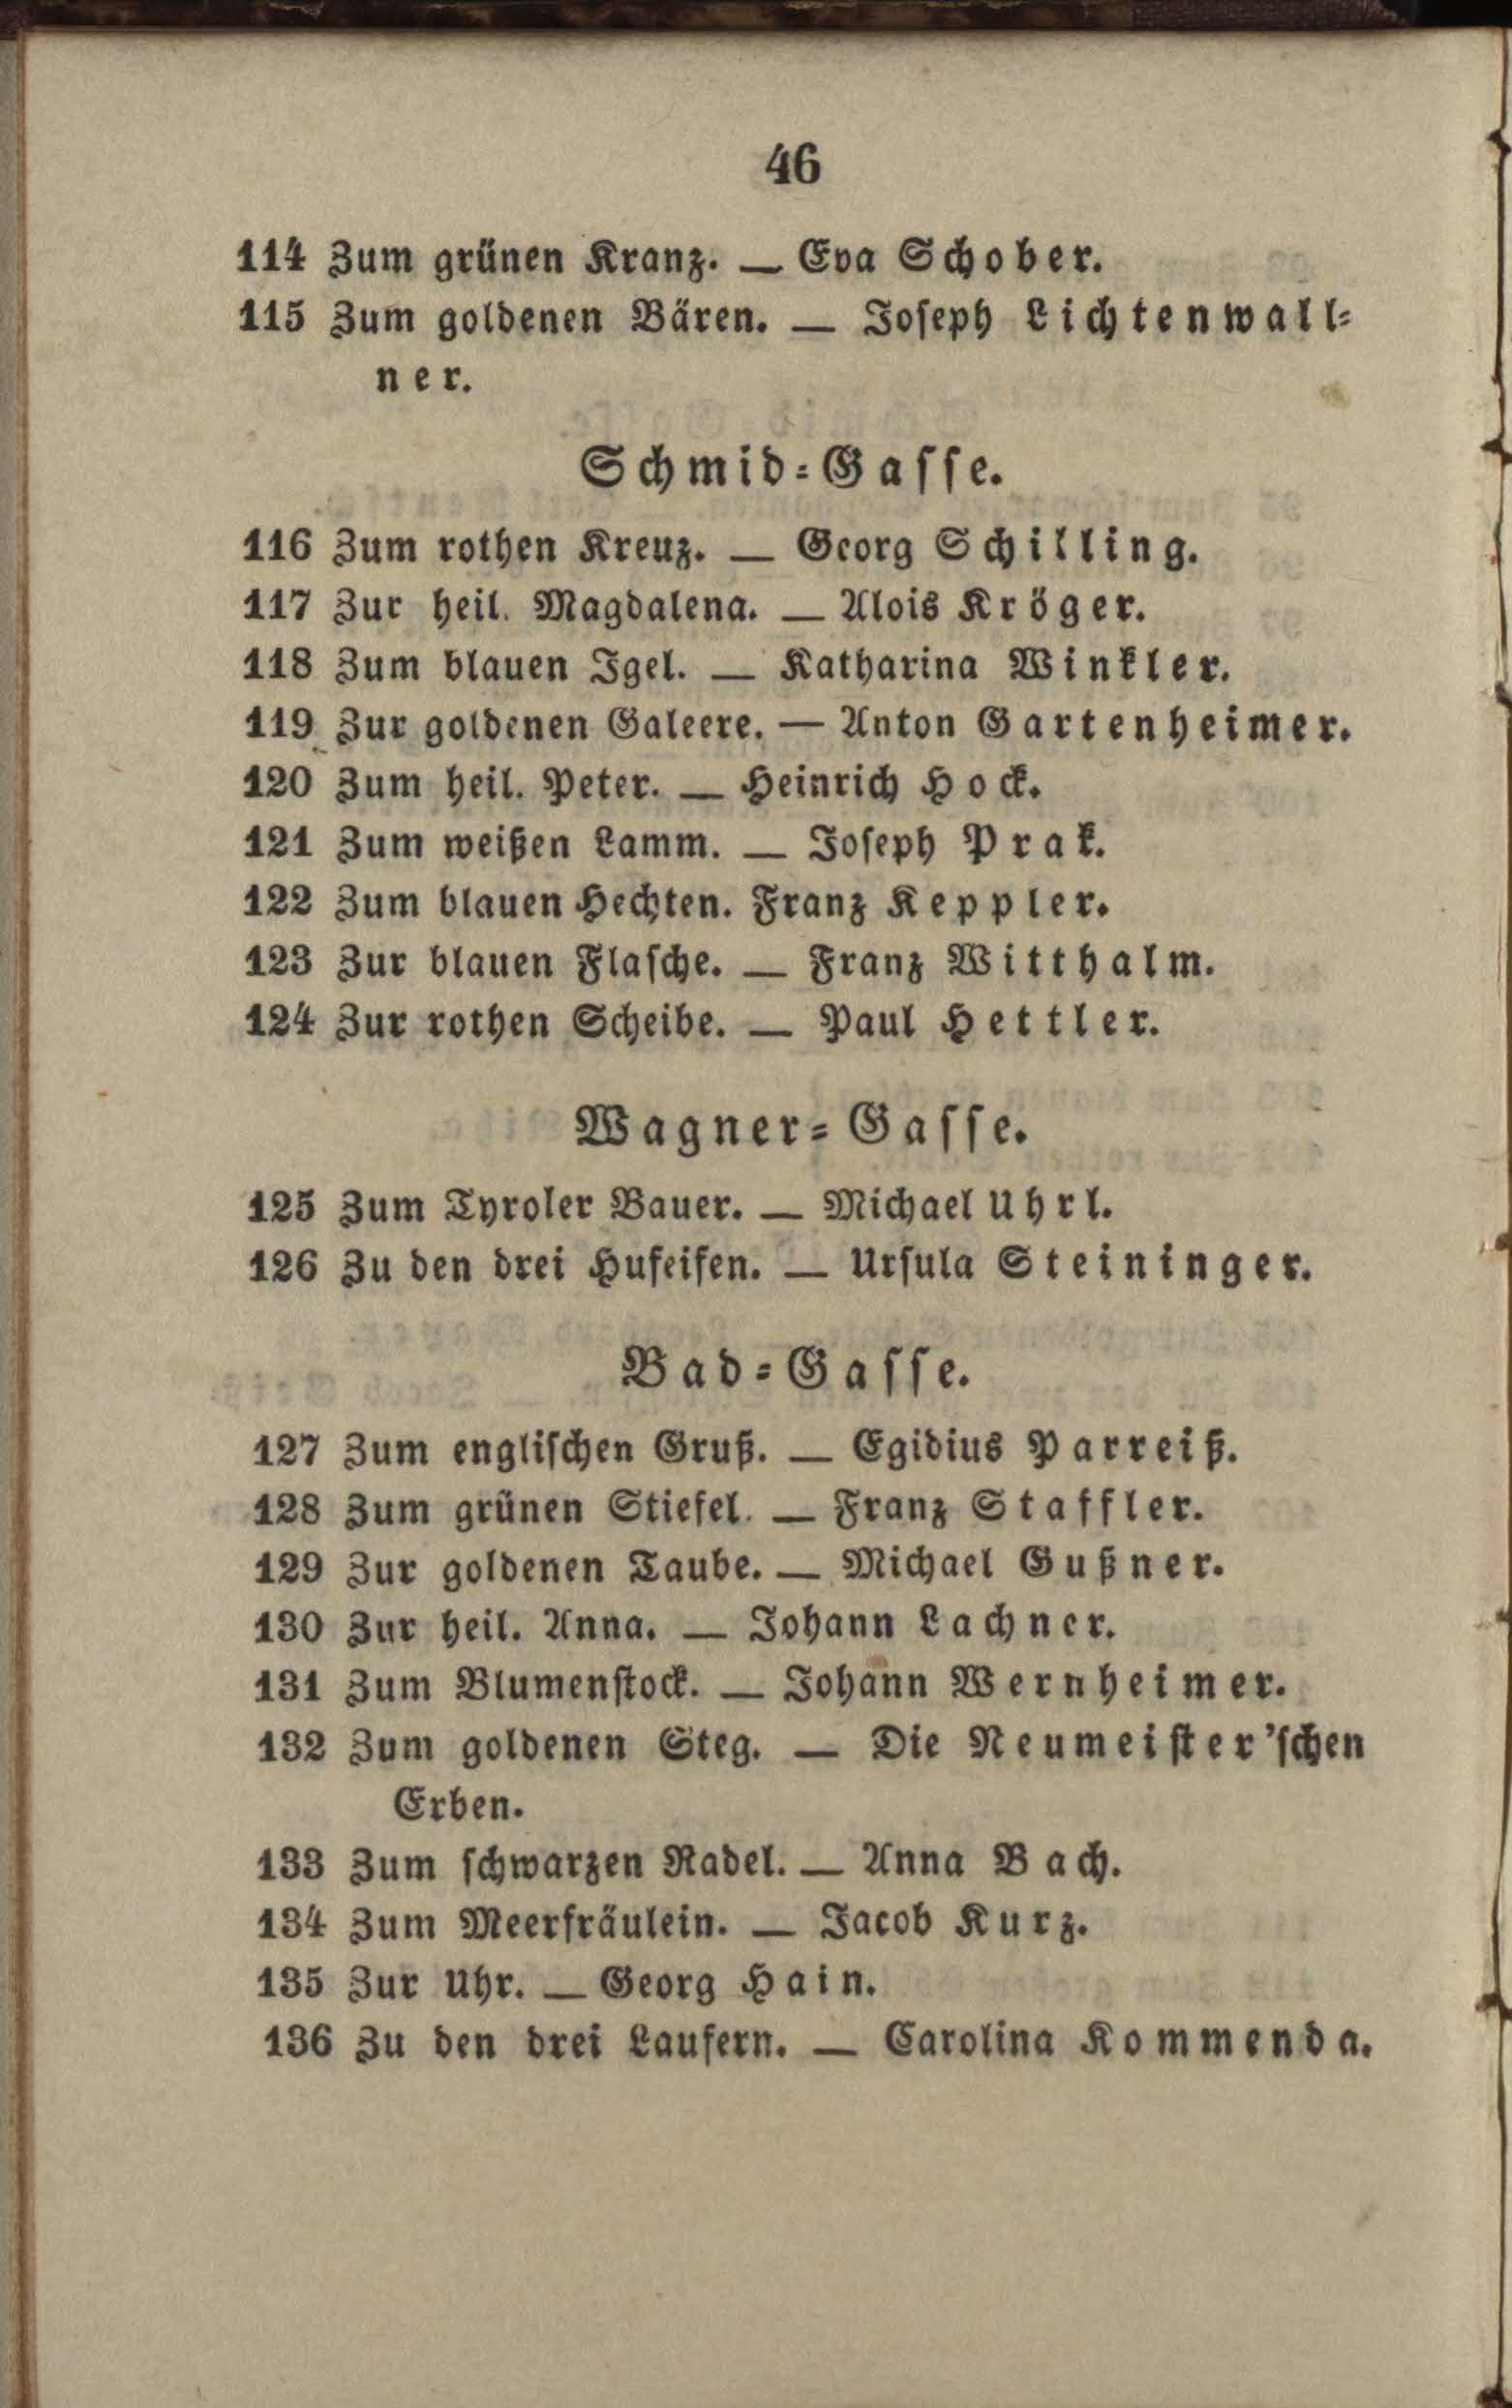 46
114 Zum grünen Kranz. — Eva Schober.
115 Zum goldenen Bären. — Joseph Lichtenwall-
ner.
Schmid-Gasse.
116 Zum rothen Kreuz. — Georg Schilling.
117 Zur heil. Magdalena. — Alois Kröger.
118 Zum blauen Igel. — Katharina Winkler.
119 Zur goldenen Galeere. — Anton Gartenheimer.
120 Zum heil. Peter. — Heinrich Hock.
121 Zum weißen Lamm. — Joseph Prak.
122 Zum blauen Hechten. Franz Keppler.
123 Zur blauen Flasche. — Franz Witthalm.
124 Zur rothen Scheibe. — Paul Hettler.
Wagner-Gasse.
125 Zum Tyroler Bauer. — Michael Uhrl.
126 Zu den drei Hufeisen. — Ursula Steininger.
Bad-Gasse.
127 Zum englischen Gruß. — Egidius Parreiß.
128 Zum grünen Stiefel. — Franz Staffler.
129 Zur goldenen Taube. — Michael Gußner.
130 Zur heil. Anna. — Johann Lachner.
131 Zum Blumenstock. — Johann Wernheimer.
132 Zum goldenen Steg. — Die Neumeister'schen
Erben.
133 Zum schwarzen Radel. — Anna Bach.
134 Zum Meerfräulein. — Jacob Kurz.
135 Zur Uhr. — Georg Hain.
136 Zu den drei Laufern. — Carolina Kommenda.